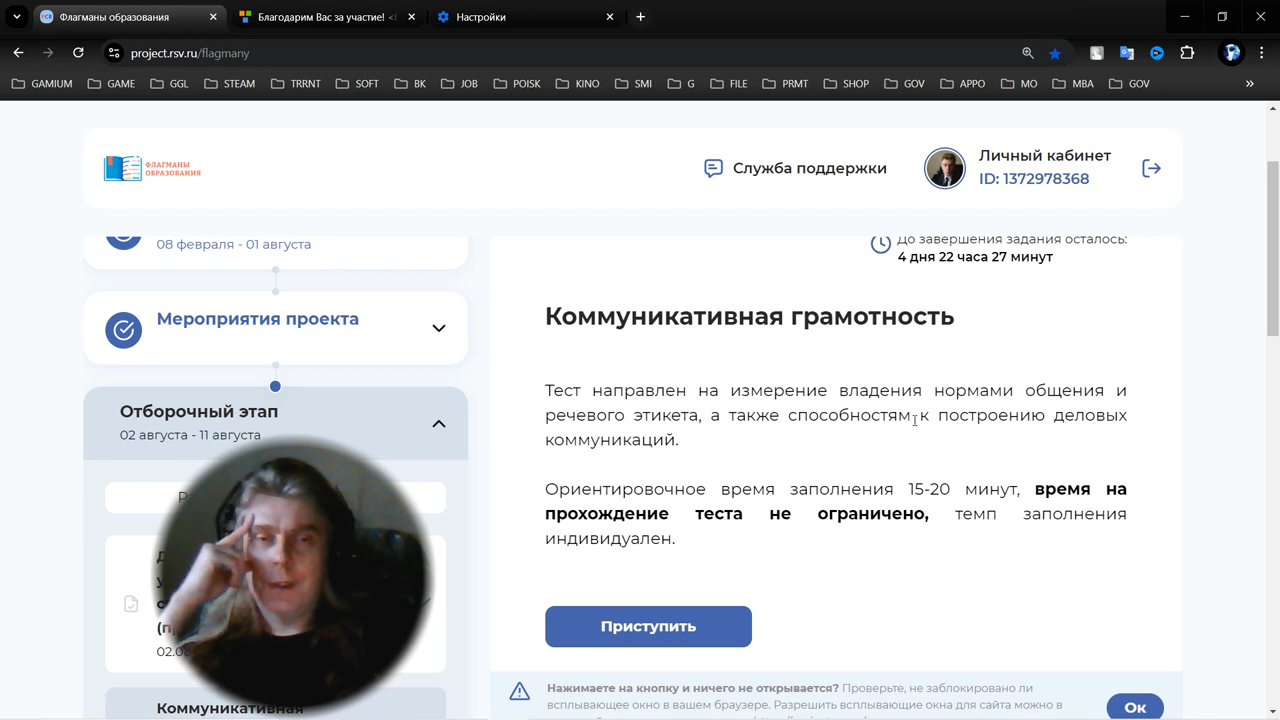 Флагманы образования
Благодарим Вас за участие!
Настройки
project.rsv.ru/flagmany
GAMIUM GAME GGL STEAM TRRNT SOFT BK JOB POISK KINO SMI G FILE PRMT SHOP GOV APPO MO MBA GOV
ФЛАГМАНЫ
ОБРАЗОВАНИЯ
Служба поддержки
Личный кабинет
ID: 1372978368
08 февраля - 01 августа
Мероприятия проекта
Отборочный этап
02 августа - 11 августа
Коммуникативная
До завершения задания осталось:
4 дня 22 часа 27 минут
Коммуникативная грамотность
Тест направлен на измерение владения нормами общения и
речевого этикета, а также способностям к построению деловых
коммуникаций.
Ориентировочное время заполнения 15-20 минут, время на
прохождение теста не ограничено, темп заполнения
индивидуален.
Приступить
Нажимаете на кнопку и ничего не открывается? Проверьте, не заблокировано ли
всплывающее окно в вашем браузере. Разрешить всплывающие окна для сайта можно в
Ок